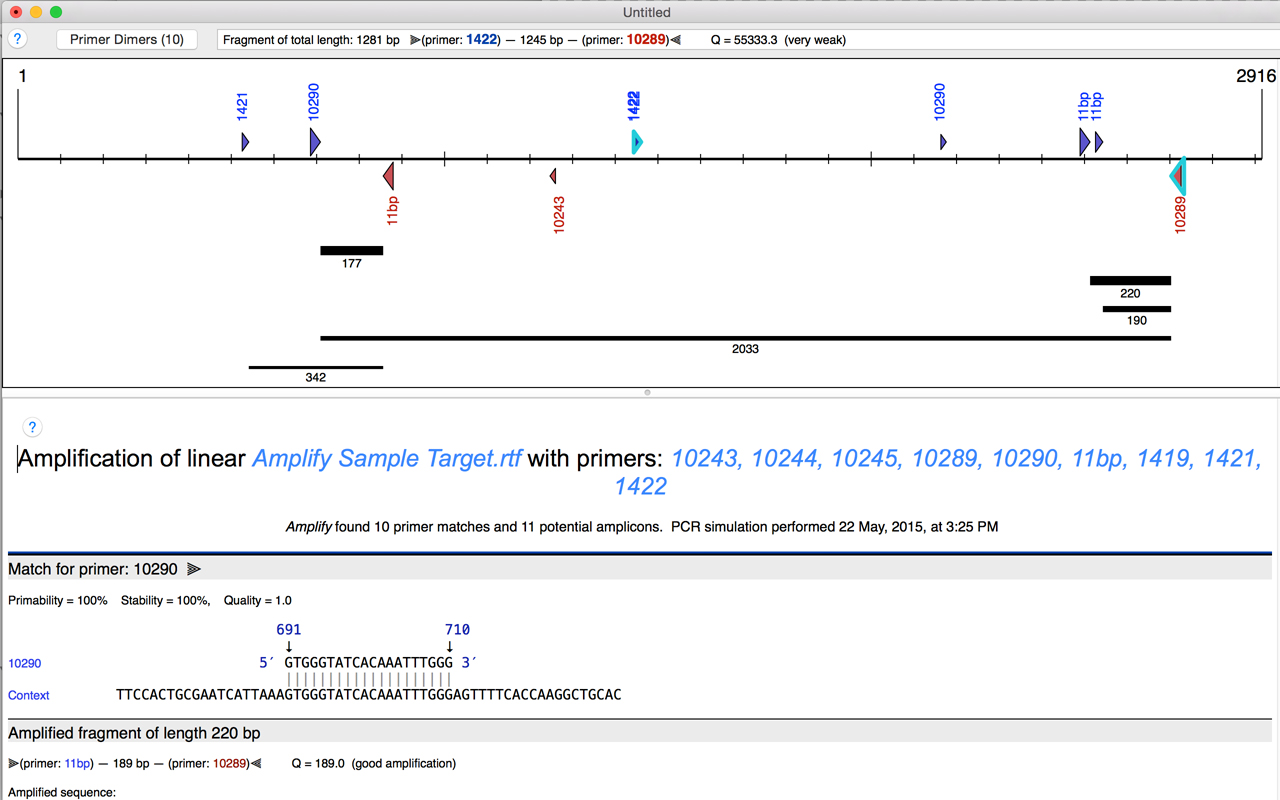 Untitled
? Primer Dimers (10) Fragment of total length: 1281 bp (primer: 1422) — 1245 bp — (primer: 10289) Q = 55333.3 (very weak)
1 2916
1421 10290 1422 10290 11bp 11bp
11bp 10243 10289
177
220
190
2033
342
?
Amplification of linear Amplify Sample Target.rtf with primers: 10243, 10244, 10245, 10289, 10290, 11bp, 1419, 1421,
1422
Amplify found 10 primer matches and 11 potential amplicons. PCR simulation performed 22 May, 2015, at 3:25 PM
Match for primer: 10290
Primability = 100% Stability = 100%, Quality = 1.0
691 710
↓ ↓
10290 5′ GTGGGTATCACAAATTTGGG 3′
||||||||||||||||||||
Context TTCCACTGCGAATCATTAAAGTGGGTATCACAAATTTGGGAGTTTTCACCAAGGCTGCAC
Amplified fragment of length 220 bp
(primer: 11bp) — 189 bp — (primer: 10289) Q = 189.0 (good amplification)
Amplified sequence: